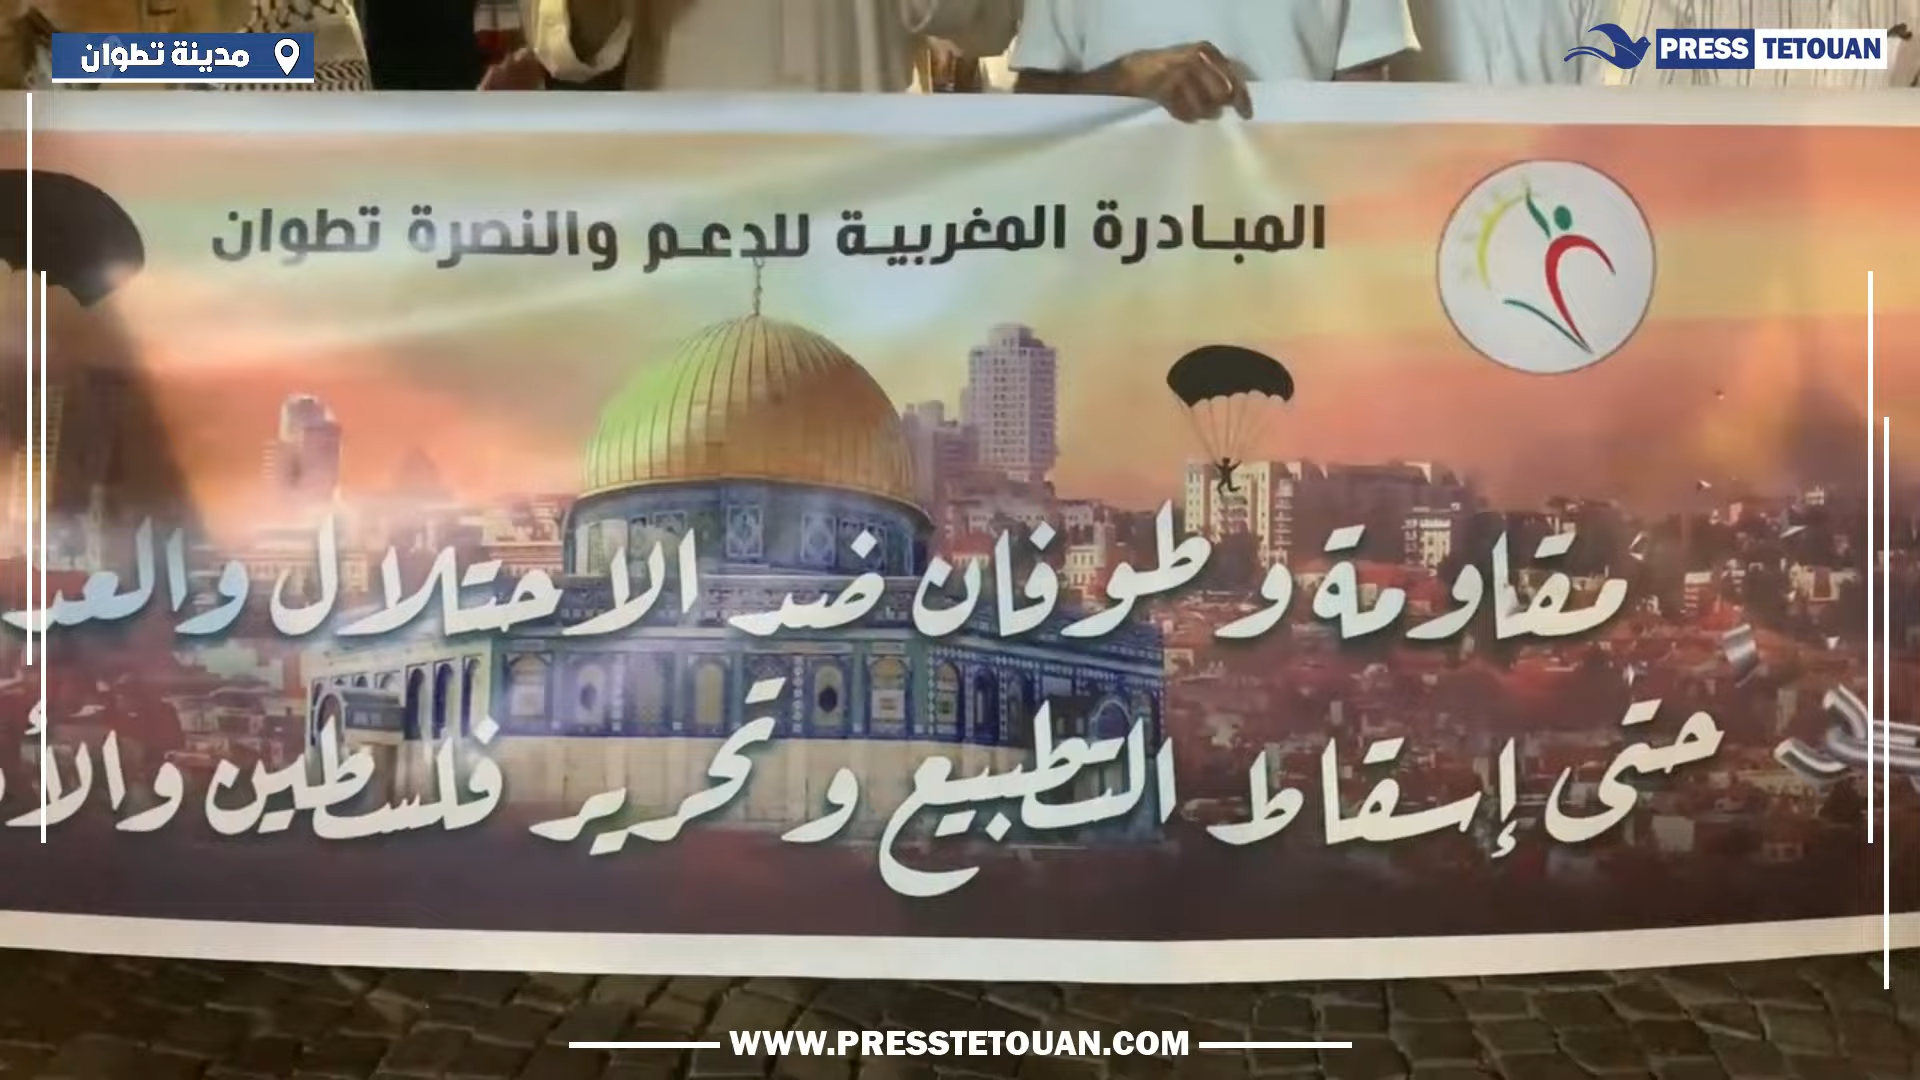 مدينة تطوان
PRESS TETOUAN
المبادرة المغربية للدعم والنصرة تطوان
مقاومة وطوفان ضد الاحتلال
حتى إسقاط التطبيع وتحرير فلسطين
WWW.PRESSTETOUAN.COM